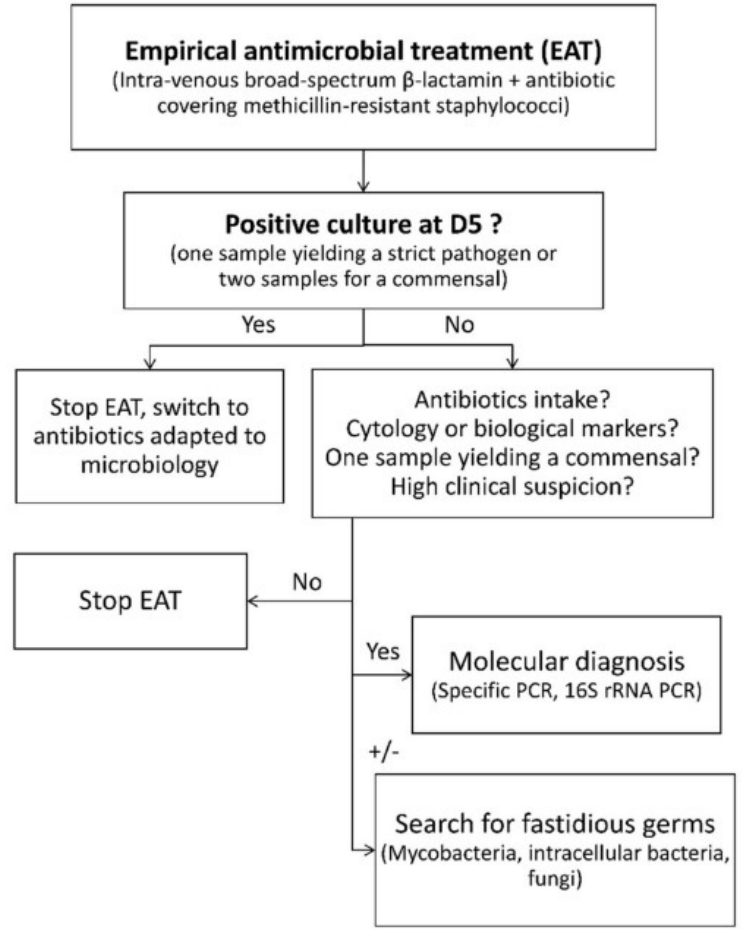 Empirical antimicrobial treatment (EAT)
(Intra-venous broad-spectrum β-lactamin + antibiotic
covering methicillin-resistant staphylococci)
Positive culture at D5 ?
(one sample yielding a strict pathogen or
two samples for a commensal)
Yes
No
Stop EAT, switch to
antibiotics adapted to
microbiology
Antibiotics intake?
Cytology or biological markers?
One sample yielding a commensal?
High clinical suspicion?
No
Stop EAT
Yes
Molecular diagnosis
(Specific PCR, 16S rRNA PCR)
+/-
Search for fastidious germs
(Mycobacteria, intracellular bacteria,
fungi)